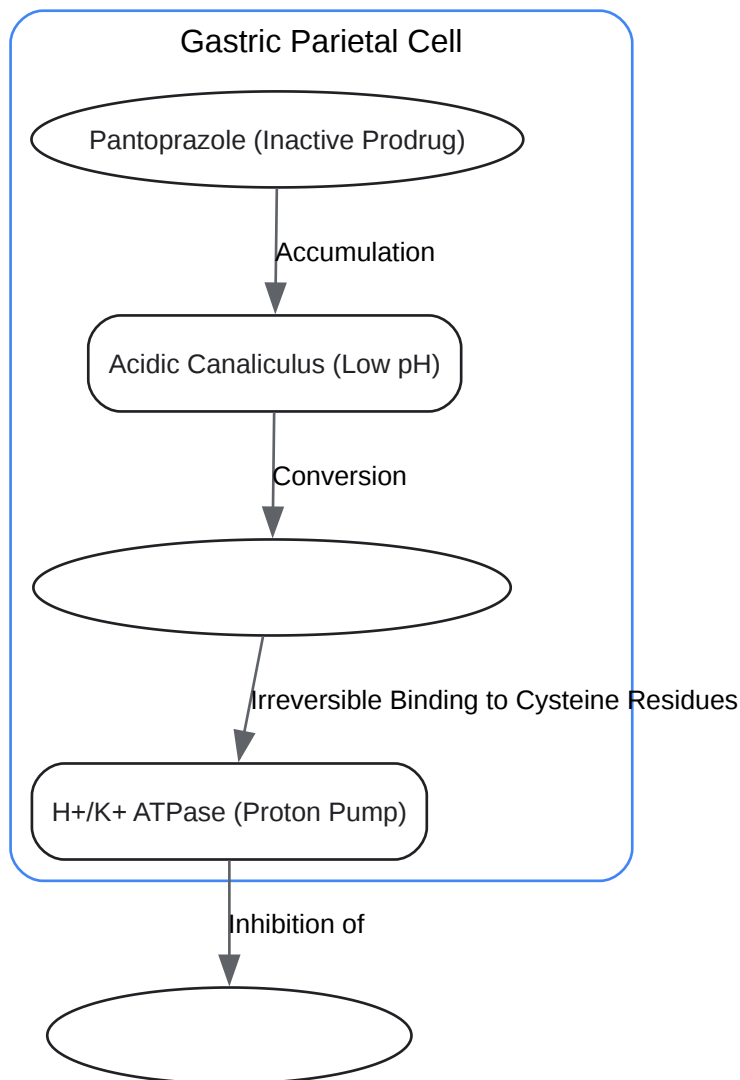 Gastric Parietal Cell
Pantoprazole (Inactive Prodrug)
Accumulation
Acidic Canaliculus (Low pH)
Conversion
Irreversible Binding to Cysteine Residues
H+/K+ ATPase (Proton Pump)
Inhibition of